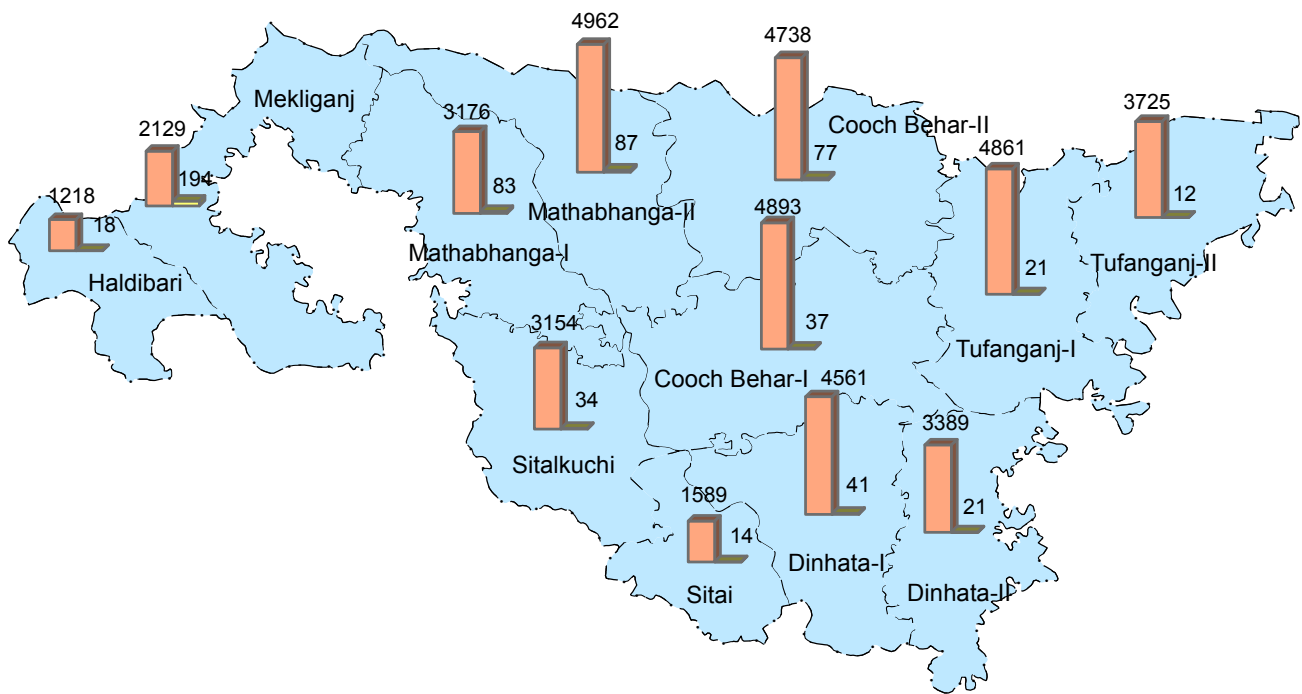 4962
4738
Mekliganj
3176
Cooch Behar-II
3725
2129
87
77
4861
1218
194
83
12
18
Mathabhanga-II
4893
Mathabhanga-I
Tufanganj-II
Haldibari
21
3154
37
Tufanganj-I
Cooch Behar-I
4561
34
3389
Sitalkuchi
1589
41
21
14
Dinhata-I
Sitai
Dinhata-II